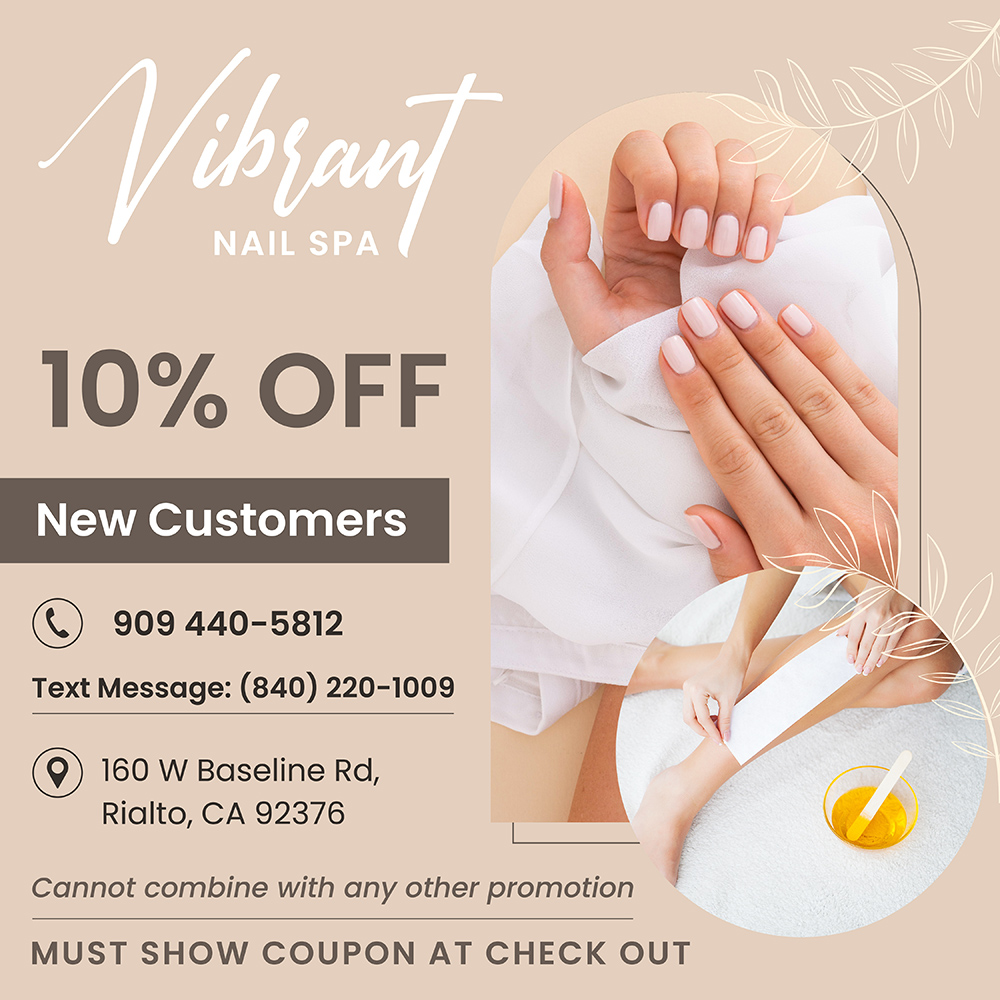 Vibrant
NAIL SPA
10% OFF
New Customers
909 440-5812
Text Message: (840) 220-1009
160 W Baseline Rd,
Rialto, CA 92376
Cannot combine with any other promotion
MUST SHOW COUPON AT CHECK OUT